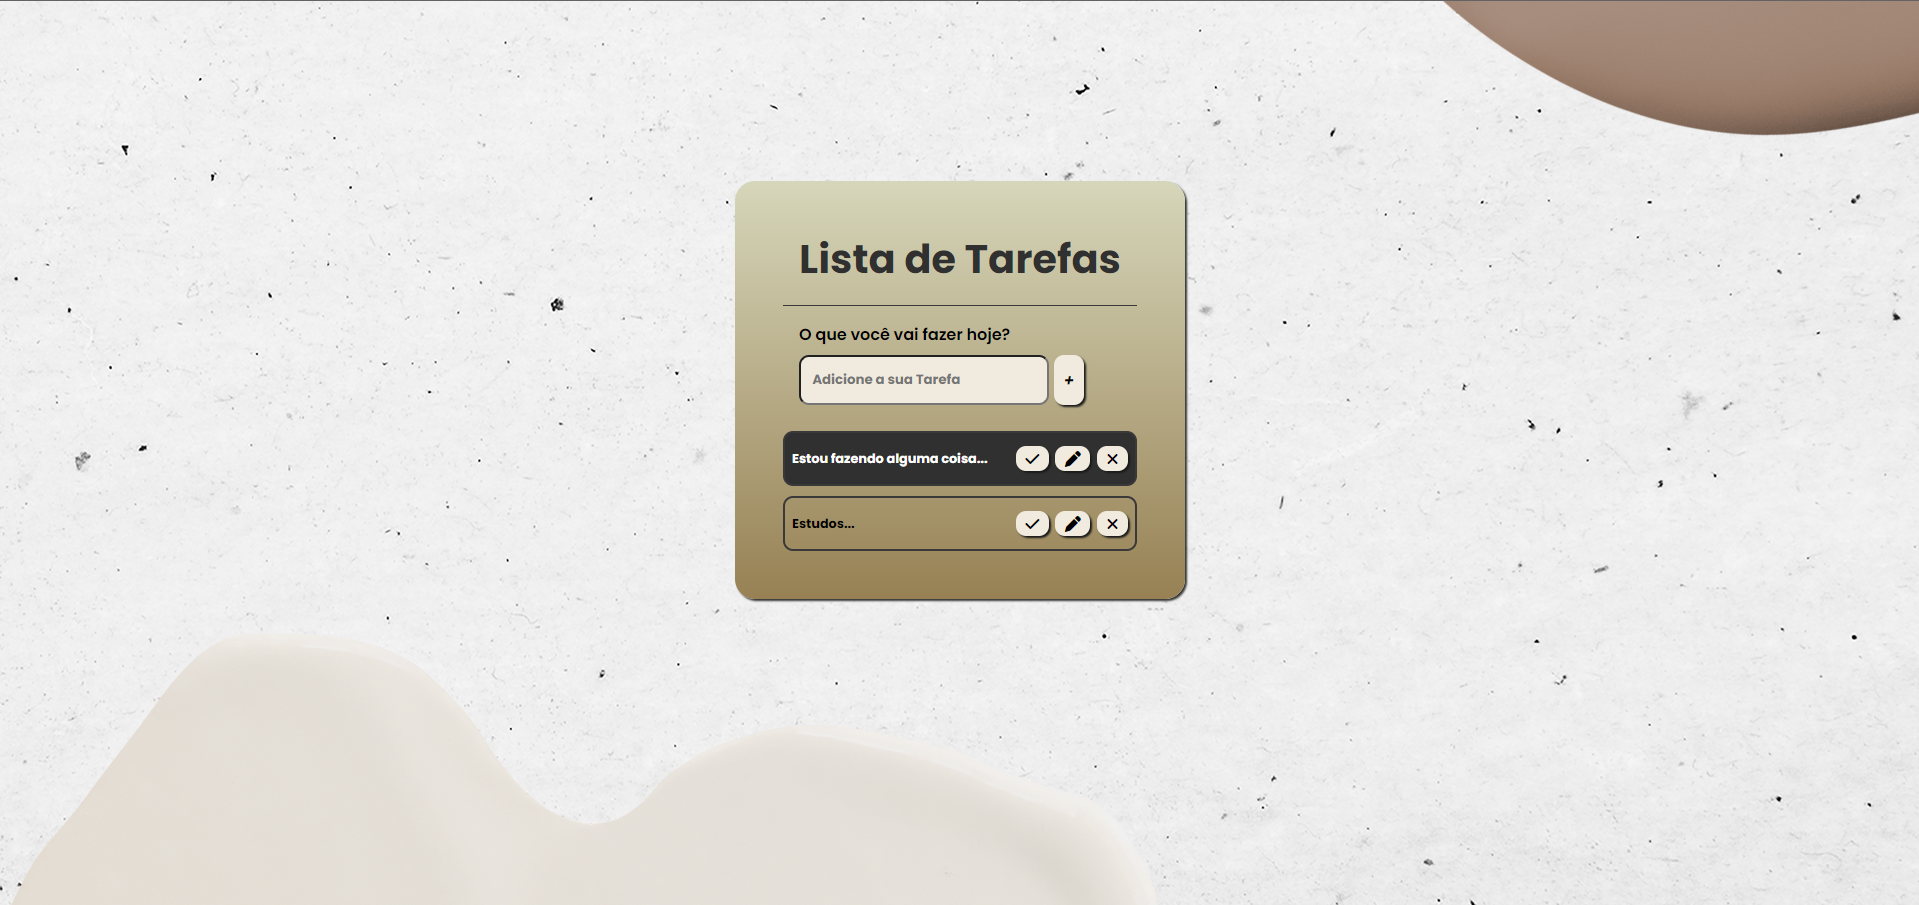 Lista de Tarefas
O que você vai fazer hoje?
Adicione a sua Tarefa
+
Estou fazendo alguma coisa...
Estudos...